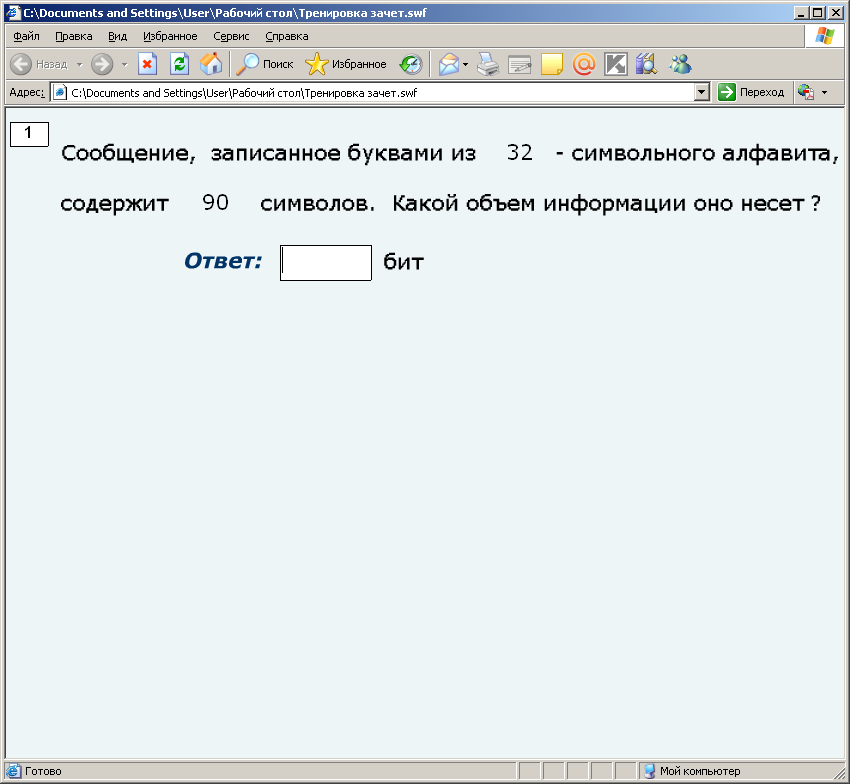 C:\Documents and Settings\User\Рабочий стол\Тренировка зачет.swf
Файл Правка Вид Избранное Сервис Справка
Назад Поиск Избранное
Адрес: C:\Documents and Settings\User\Рабочий стол\Тренировка зачет.swf Переход
1
Сообщение, записанное буквами из 32 - символьного алфавита,
содержит 90 символов. Какой объем информации оно несет ?
Ответ: бит
Готово Мой компьютер